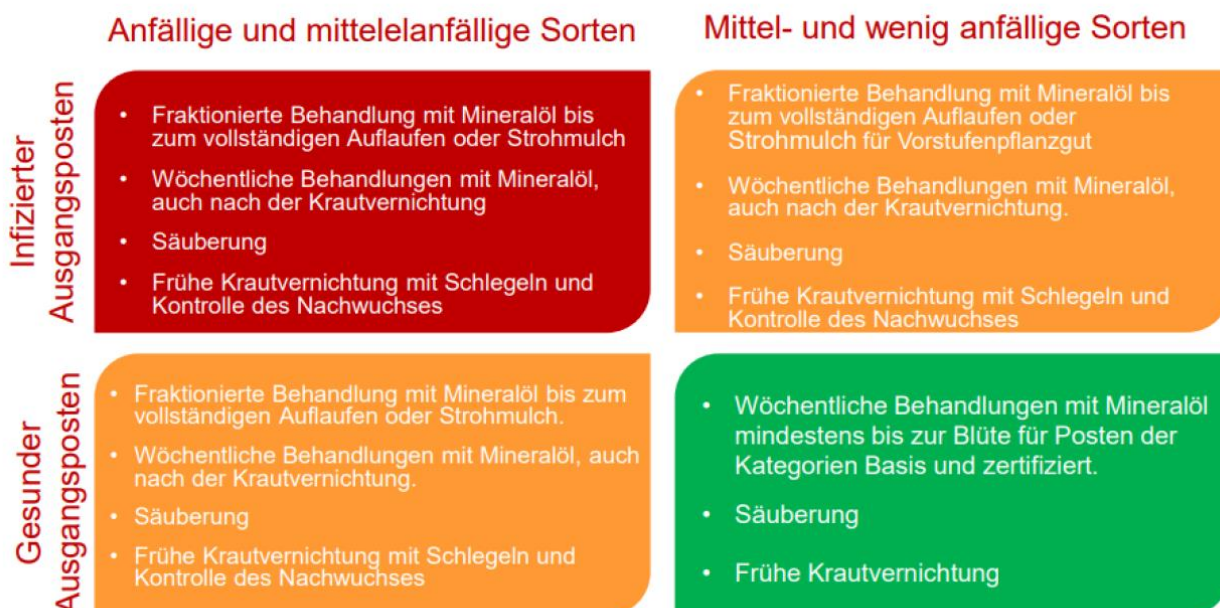 Anfällige und mittelelanfällige Sorten
Mittel- und wenig anfällige Sorten
Infizierter
Ausgangsposten
• Fraktionierte Behandlung mit Mineralöl bis
zum vollständigen Auflaufen oder Strohmulch
• Wöchentliche Behandlungen mit Mineralöl,
auch nach der Krautvernichtung
• Säuberung
• Frühe Krautvernichtung mit Schlegeln und
Kontrolle des Nachwuchses
• Fraktionierte Behandlung mit Mineralöl bis
zum vollständigen Auflaufen oder
Strohmulch für Vorstufenpflanzgut
• Wöchentliche Behandlungen mit Mineralöl,
auch nach der Krautvernichtung.
• Säuberung
• Frühe Krautvernichtung mit Schlegeln und
Kontrolle des Nachwuchses
Gesunder
Ausgangsposten
• Fraktionierte Behandlung mit Mineralöl bis zum
vollständigen Auflaufen oder Strohmulch.
• Wöchentliche Behandlungen mit Mineralöl, auch
nach der Krautvernichtung.
• Säuberung
• Frühe Krautvernichtung mit Schlegeln und
Kontrolle des Nachwuchses
• Wöchentliche Behandlungen mit Mineralöl
mindestens bis zur Blüte für Posten der
Kategorien Basis und zertifiziert.
• Säuberung
• Frühe Krautvernichtung